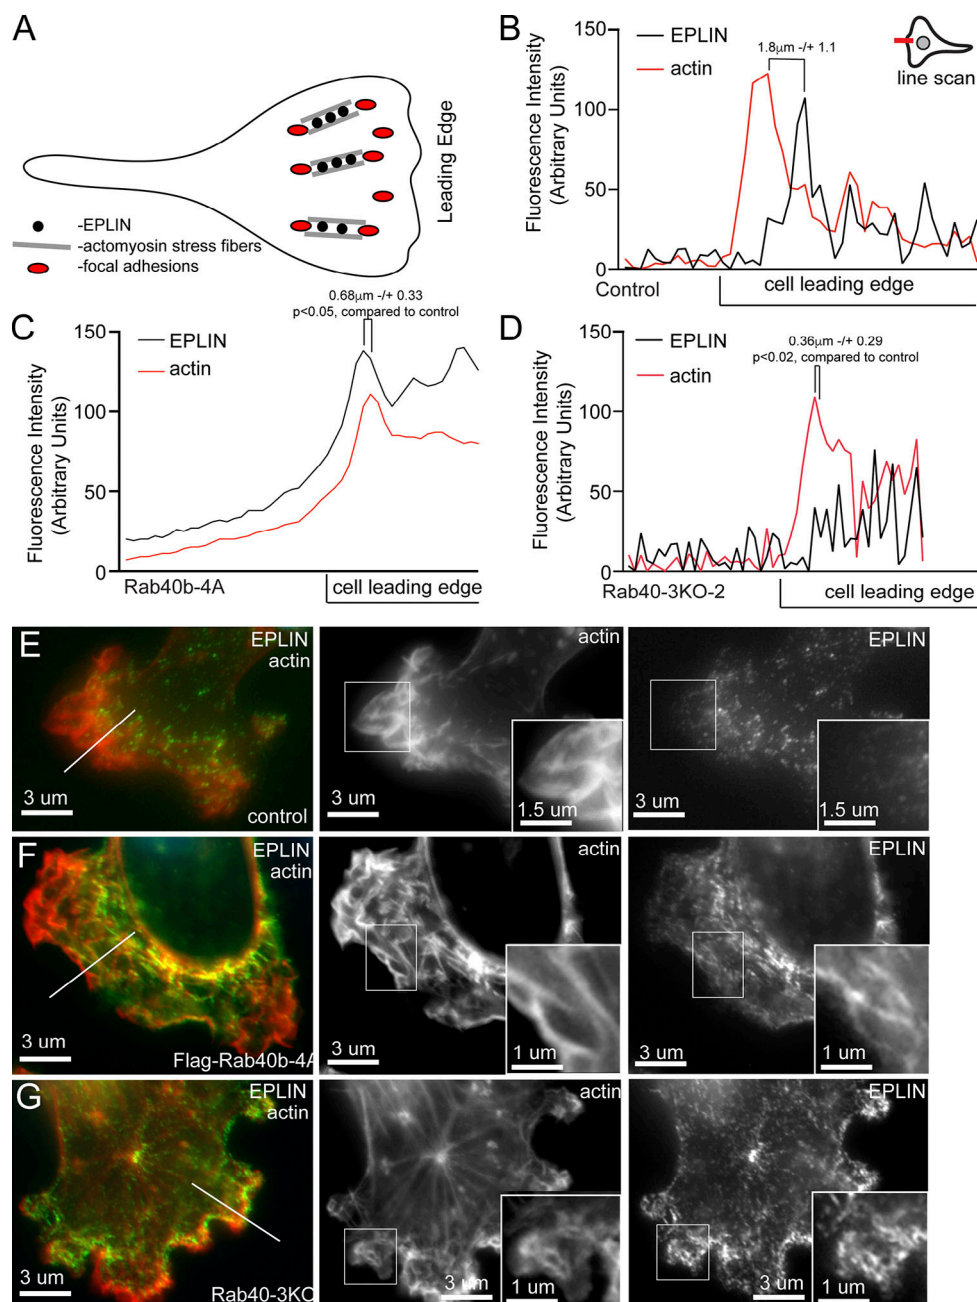 A
Leading Edge
-EPLIN
-actomyosin stress fibers
-focal adhesions
B
Fluorescence Intensity
(Arbitrary Units)
150
100
50
0
EPLIN
actin
1.8µm -/+ 1.1
line scan
Control
cell leading edge
C
Fluorescence Intensity
(Arbitrary Units)
150
100
50
0
EPLIN
actin
0.68µm -/+ 0.33
p<0.05, compared to control
Rab40b-4A
cell leading edge
D
Fluorescence Intensity
(Arbitrary Units)
150
100
50
0
EPLIN
actin
0.36µm -/+ 0.29
p<0.02, compared to control
Rab40-3KO-2
cell leading edge
E
EPLIN
actin
3 um
control
actin
3 um
1.5 um
EPLIN
3 um
1.5 um
F
EPLIN
actin
3 um
Flag-Rab40b-4A
actin
3 um
1 um
EPLIN
3 um
1 um
G
EPLIN
actin
3 um
Rab40-3KO
actin
3 um
1 um
EPLIN
3 um
1 um